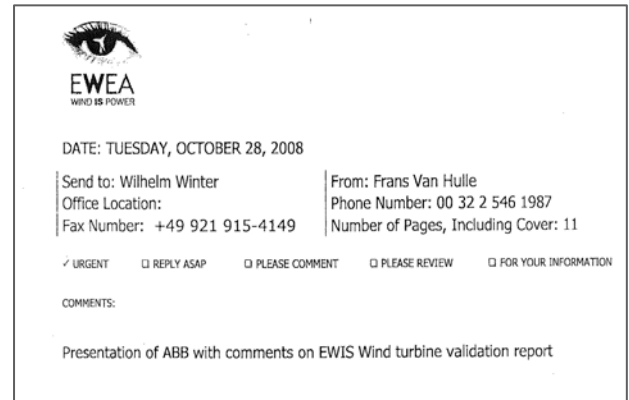 EWEA
WIND IS POWER
DATE: TUESDAY, OCTOBER 28, 2008
Send to: Wilhelm Winter
From: Frans Van Hulle
Office Location:
Phone Number: 00 32 2 546 1987
Fax Number: +49 921 915-4149
Number of Pages, Including Cover: 11
✓ URGENT ☐ REPLY ASAP ☐ PLEASE COMMENT ☐ PLEASE REVIEW ☐ FOR YOUR INFORMATION
COMMENTS:
Presentation of ABB with comments on EWIS Wind turbine validation report